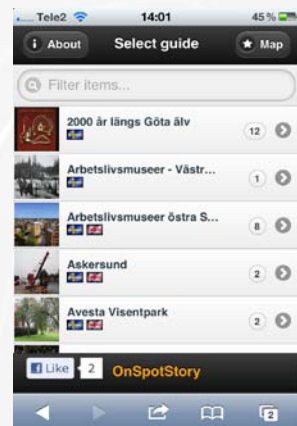 Tele2 14:01 45%
i About Select guide Map
Filter items...
2000 år längs Göta älv 12
Arbetslivsmuseer - Västr... 1
Arbetslivsmuseer östra S... 8
Askersund 2
Avesta Visentpark 2
f Like 2 OnSpotStory
2